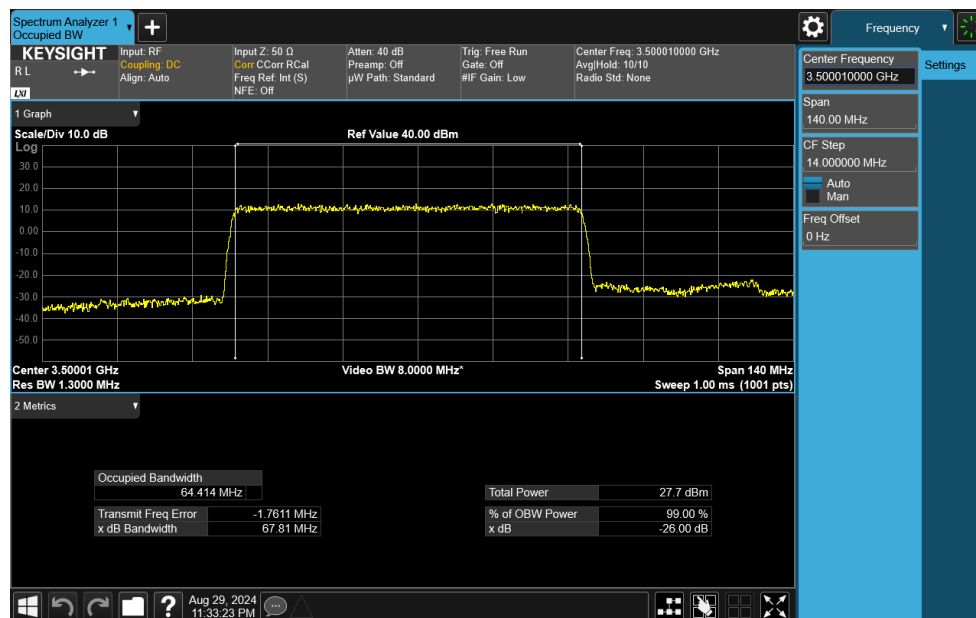 Spectrum Analyzer 1
Occupied BW
+
Frequency
KEYSIGHT
R L
LXI
Input: RF
Coupling: DC
Align: Auto
Input Z: 50 Ω
Corr CCorr RCal
Freq Ref: Int (S)
NFE: Off
Atten: 40 dB
Preamp: Off
µW Path: Standard
Trig: Free Run
Gate: Off
#IF Gain: Low
Center Freq: 3.500010000 GHz
Avg|Hold: 10/10
Radio Std: None
Center Frequency
3.500010000 GHz
Settings
Span
140.00 MHz
CF Step
14.000000 MHz
Auto
Man
Freq Offset
0 Hz
1 Graph
Scale/Div 10.0 dB
Ref Value 40.00 dBm
Log
30.0
20.0
10.0
0.00
-10.0
-20.0
-30.0
-40.0
-50.0
Center 3.50001 GHz
Video BW 8.0000 MHz*
Span 140 MHz
Res BW 1.3000 MHz
Sweep 1.00 ms (1001 pts)
2 Metrics
Occupied Bandwidth
64.414 MHz
Total Power 27.7 dBm
Transmit Freq Error -1.7611 MHz
% of OBW Power 99.00 %
x dB Bandwidth 67.81 MHz
x dB -26.00 dB
?
Aug 29, 2024
11:33:23 PM